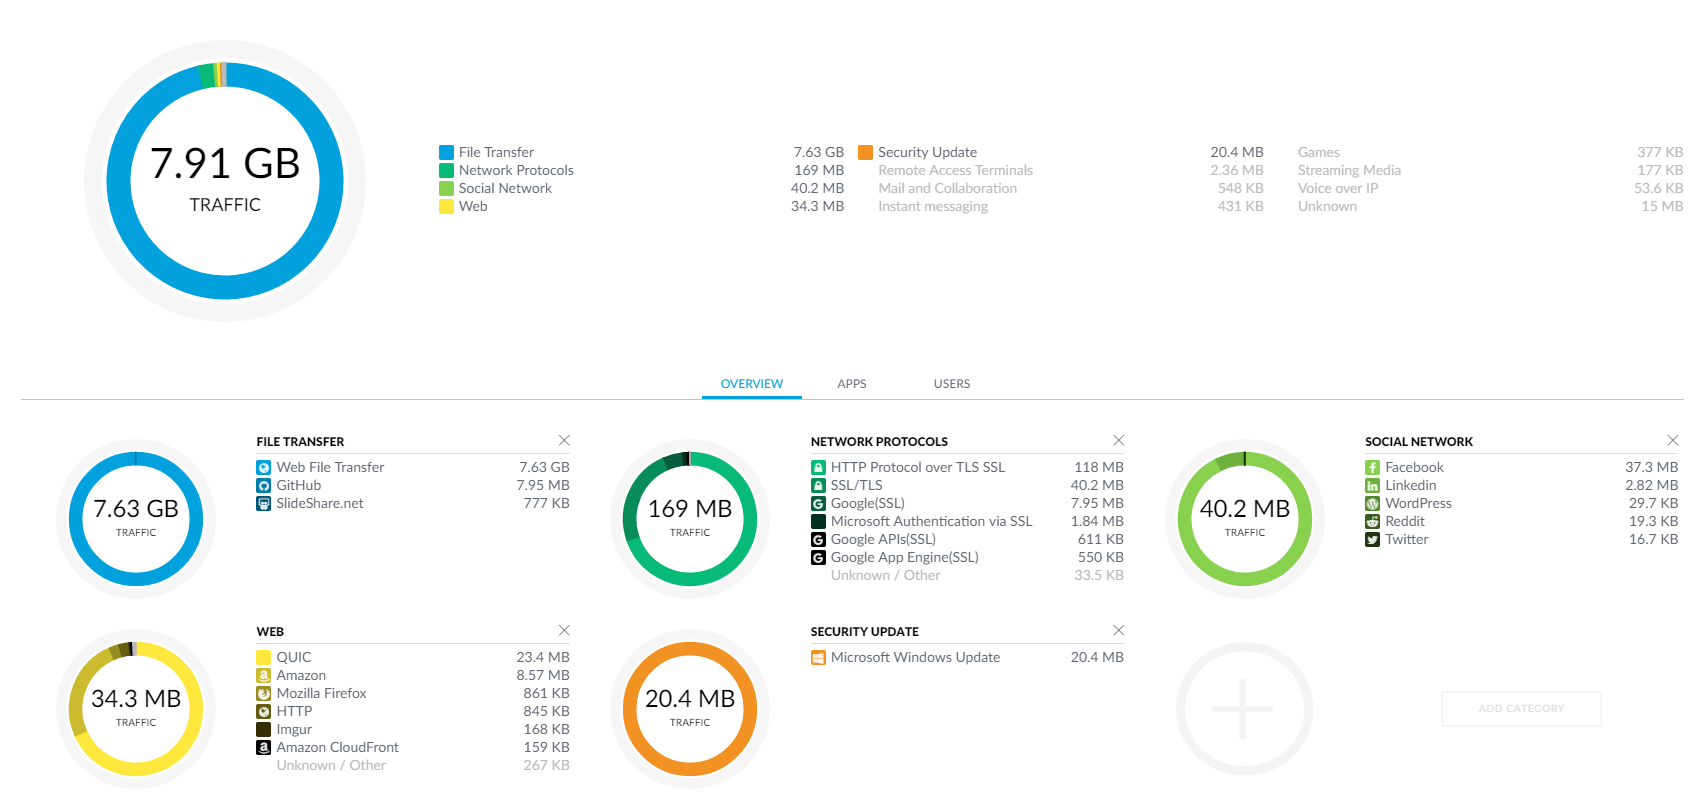 7.91 GB
TRAFFIC
File Transfer 7.63 GB
Network Protocols 169 MB
Social Network 40.2 MB
Web 34.3 MB
Security Update 20.4 MB
Remote Access Terminals 2.36 MB
Mail and Collaboration 548 KB
Instant messaging 431 KB
Games 377 KB
Streaming Media 177 KB
Voice over IP 53.6 KB
Unknown 15 MB
OVERVIEW APPS USERS
7.63 GB
TRAFFIC
FILE TRANSFER
Web File Transfer 7.63 GB
GitHub 7.95 MB
SlideShare.net 777 KB
169 MB
TRAFFIC
NETWORK PROTOCOLS
HTTP Protocol over TLS SSL 118 MB
SSL/TLS 40.2 MB
Google(SSL) 7.95 MB
Microsoft Authentication via SSL 1.84 MB
Google APIs(SSL) 611 KB
Google App Engine(SSL) 550 KB
Unknown / Other 33.5 KB
40.2 MB
TRAFFIC
SOCIAL NETWORK
Facebook 37.3 MB
Linkedin 2.82 MB
WordPress 29.7 KB
Reddit 19.3 KB
Twitter 16.7 KB
34.3 MB
TRAFFIC
WEB
QUIC 23.4 MB
Amazon 8.57 MB
Mozilla Firefox 861 KB
HTTP 845 KB
Imgur 168 KB
Amazon CloudFront 159 KB
Unknown / Other 267 KB
20.4 MB
TRAFFIC
SECURITY UPDATE
Microsoft Windows Update 20.4 MB
ADD CATEGORY